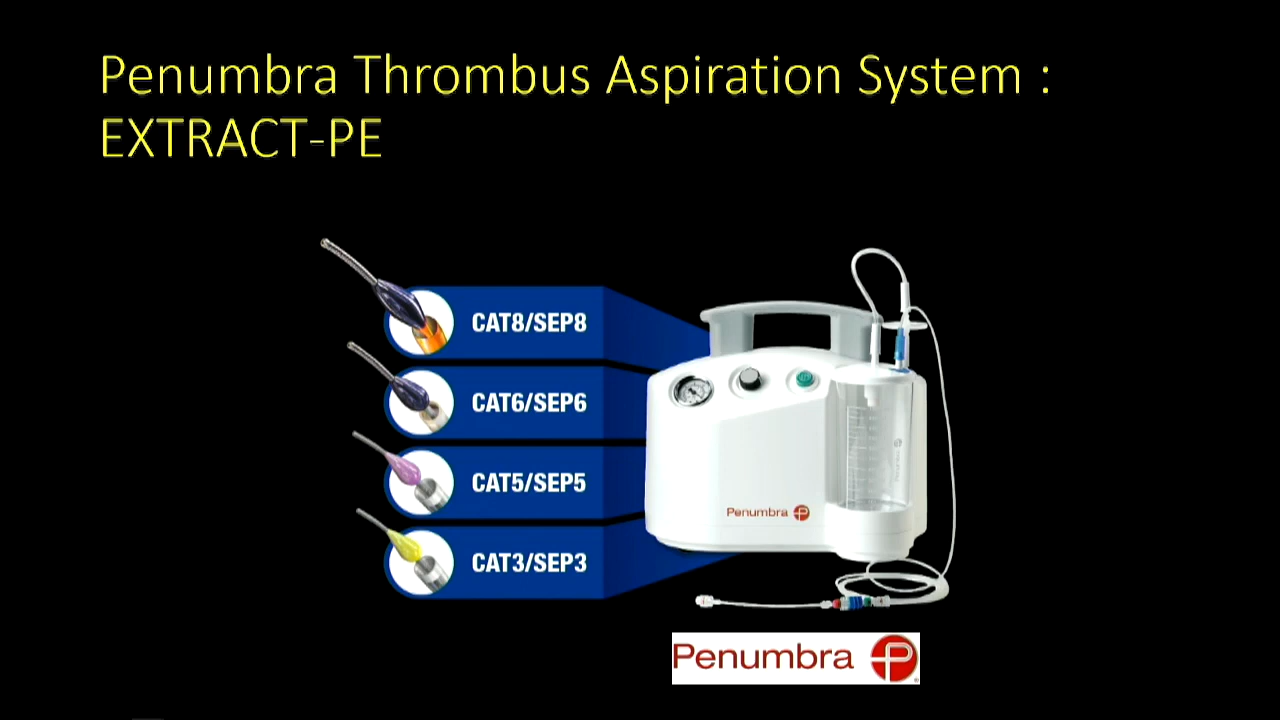 Penumbra Thrombus Aspiration System :
EXTRACT-PE
CAT8/SEP8
CAT6/SEP6
CAT5/SEP5
CAT3/SEP3
Penumbra P
Penumbra P